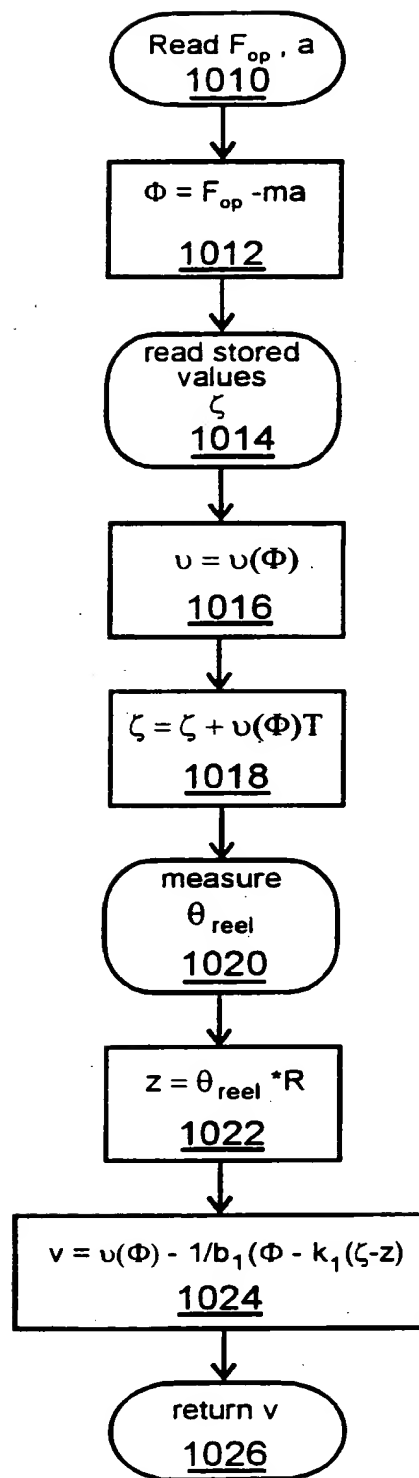 Read F_op , a
1010
Φ = F_op -ma
1012
read stored
values
ζ
1014
υ = υ(Φ)
1016
ζ = ζ + υ(Φ)T
1018
measure
θ_reel
1020
z = θ_reel *R
1022
v = υ(Φ) - 1/b_1(Φ - k_1(ζ-z)
1024
return v
1026